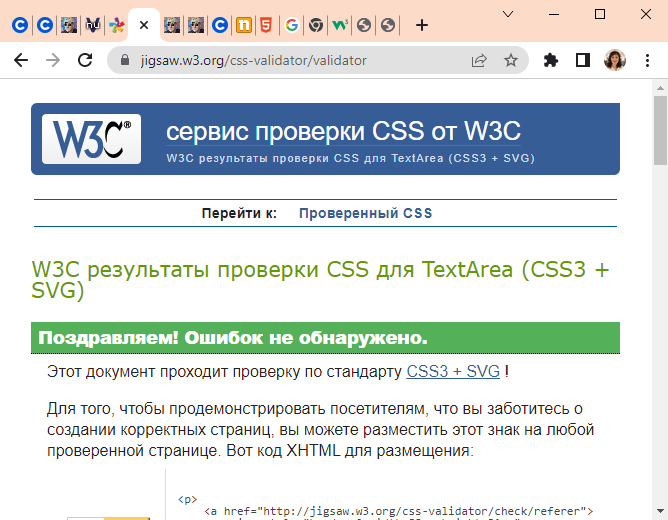 jigsaw.w3.org/css-validator/validator
W3C®
сервис проверки CSS от W3C
W3C результаты проверки CSS для TextArea (CSS3 + SVG)
Перейти к: Проверенный CSS
W3C результаты проверки CSS для TextArea (CSS3 +
SVG)
Поздравляем! Ошибок не обнаружено.
Этот документ проходит проверку по стандарту CSS3 + SVG !
Для того, чтобы продемонстрировать посетителям, что вы заботитесь о
создании корректных страниц, вы можете разместить этот знак на любой
проверенной странице. Вот код XHTML для размещения:
<p>
<a href="http://jigsaw.w3.org/css-validator/check/referer">